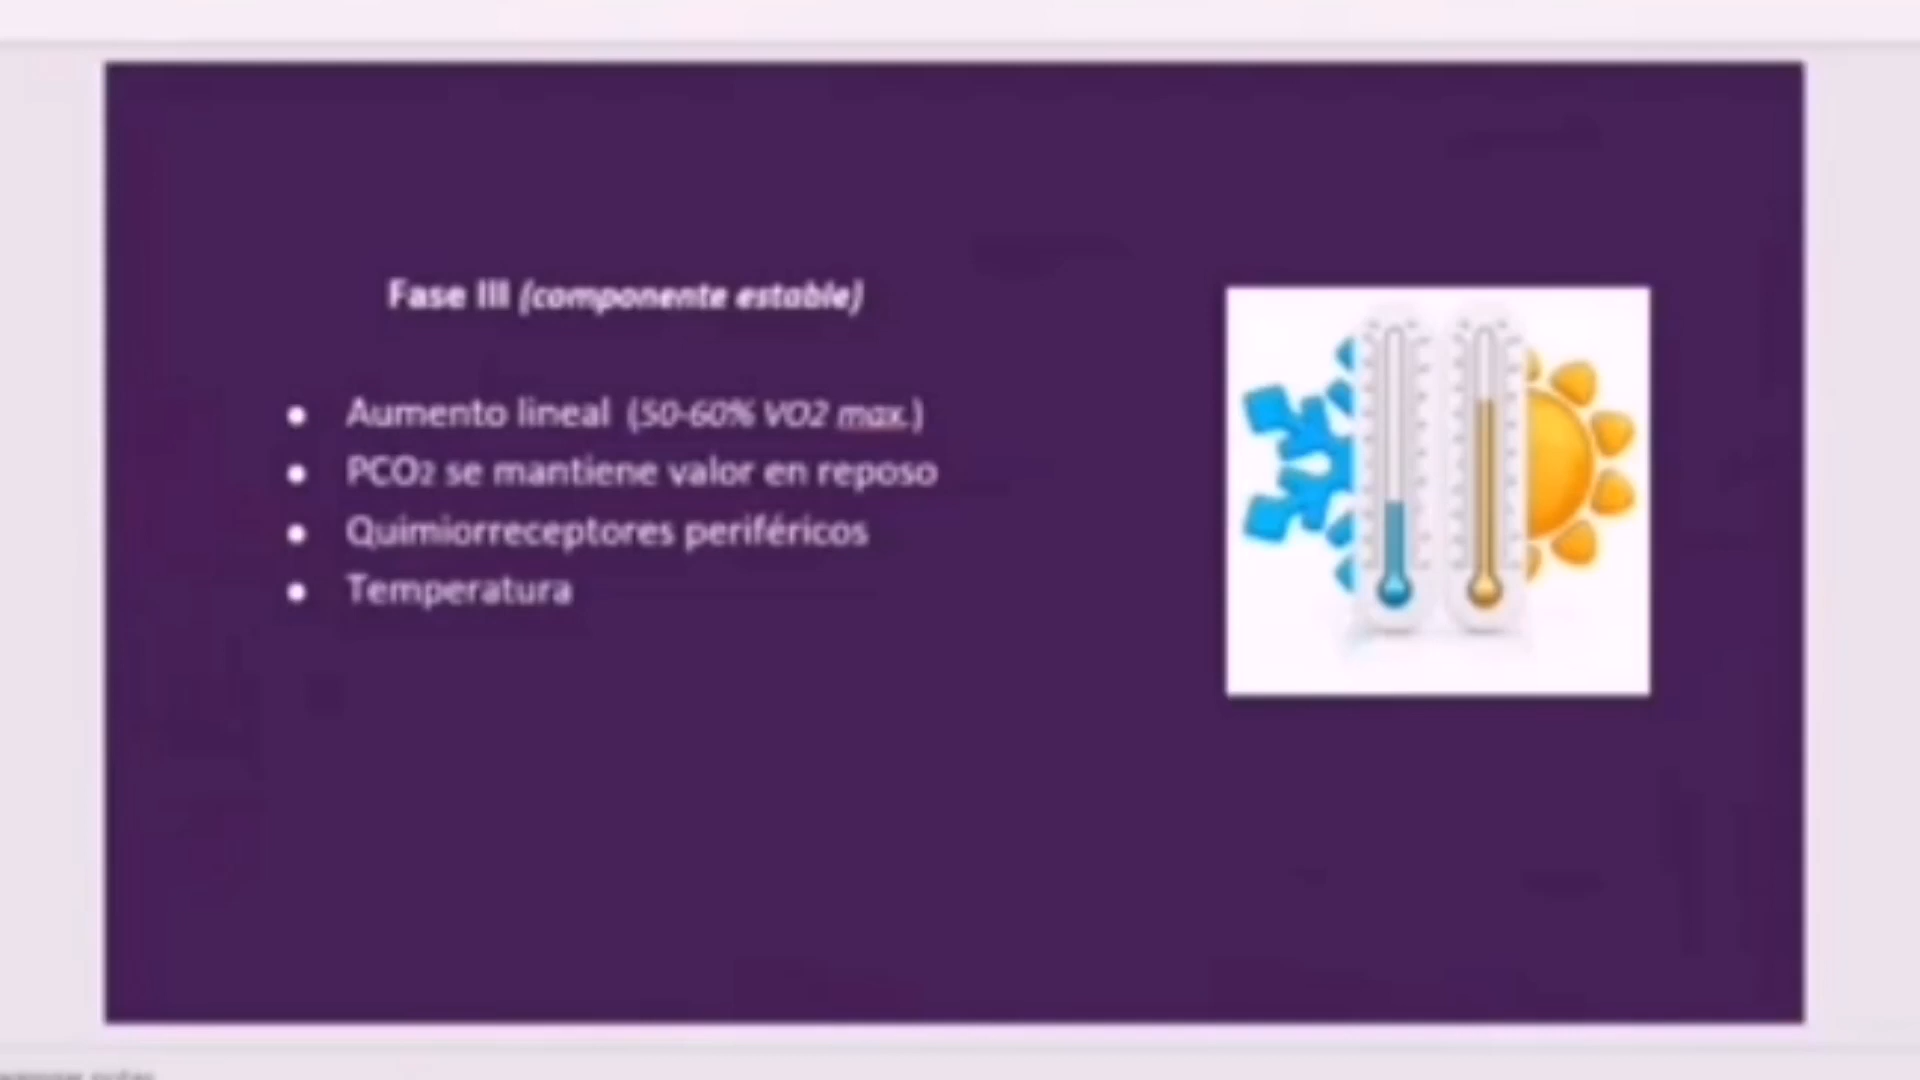 Fase III (componente estable)
● Aumento lineal (50-60% VO2 max.)
● PCO2 se mantiene valor en reposo
● Quimiorreceptores periféricos
● Temperatura
notes